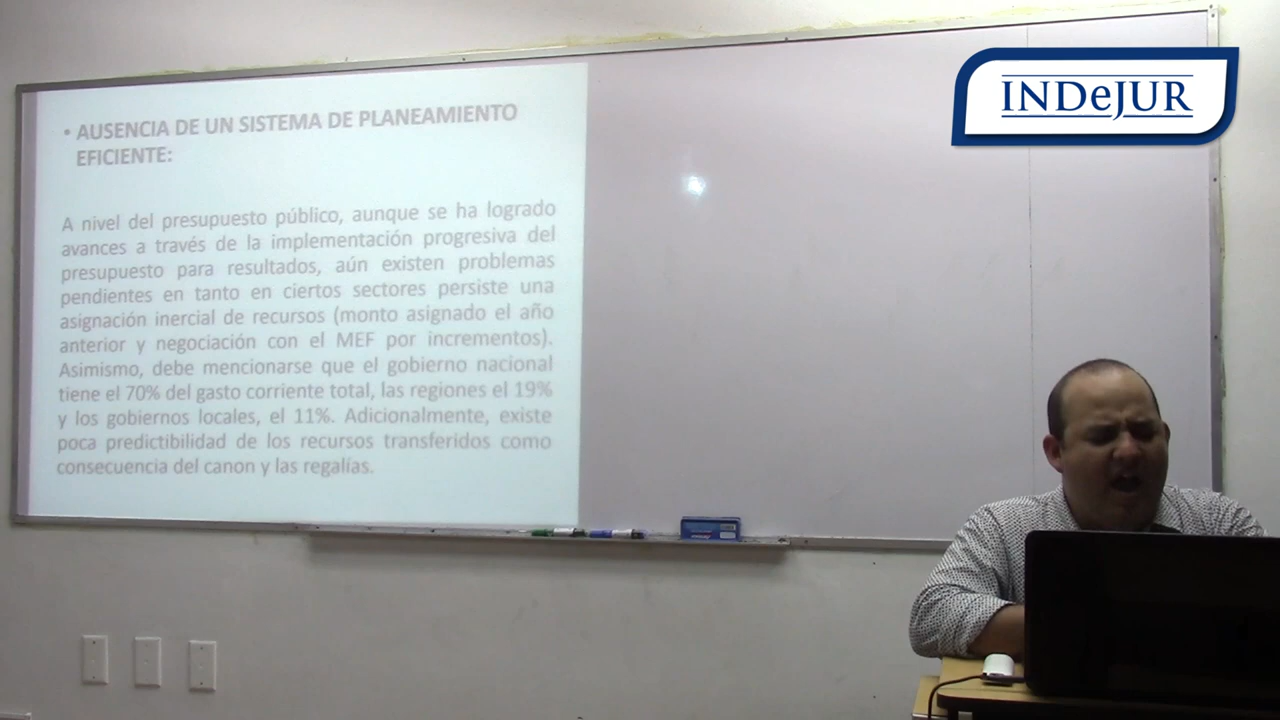 INDeJUR
• AUSENCIA DE UN SISTEMA DE PLANEAMIENTO
EFICIENTE:
A nivel del presupuesto público, aunque se ha logrado
avances a través de la implementación progresiva del
presupuesto para resultados, aún existen problemas
pendientes en tanto en ciertos sectores persiste una
asignación inercial de recursos (monto asignado el año
anterior y negociación con el MEF por incrementos).
Asimismo, debe mencionarse que el gobierno nacional
tiene el 70% del gasto corriente total, las regiones el 19%
y los gobiernos locales, el 11%. Adicionalmente, existe
poca predictibilidad de los recursos transferidos como
consecuencia del canon y las regalías.